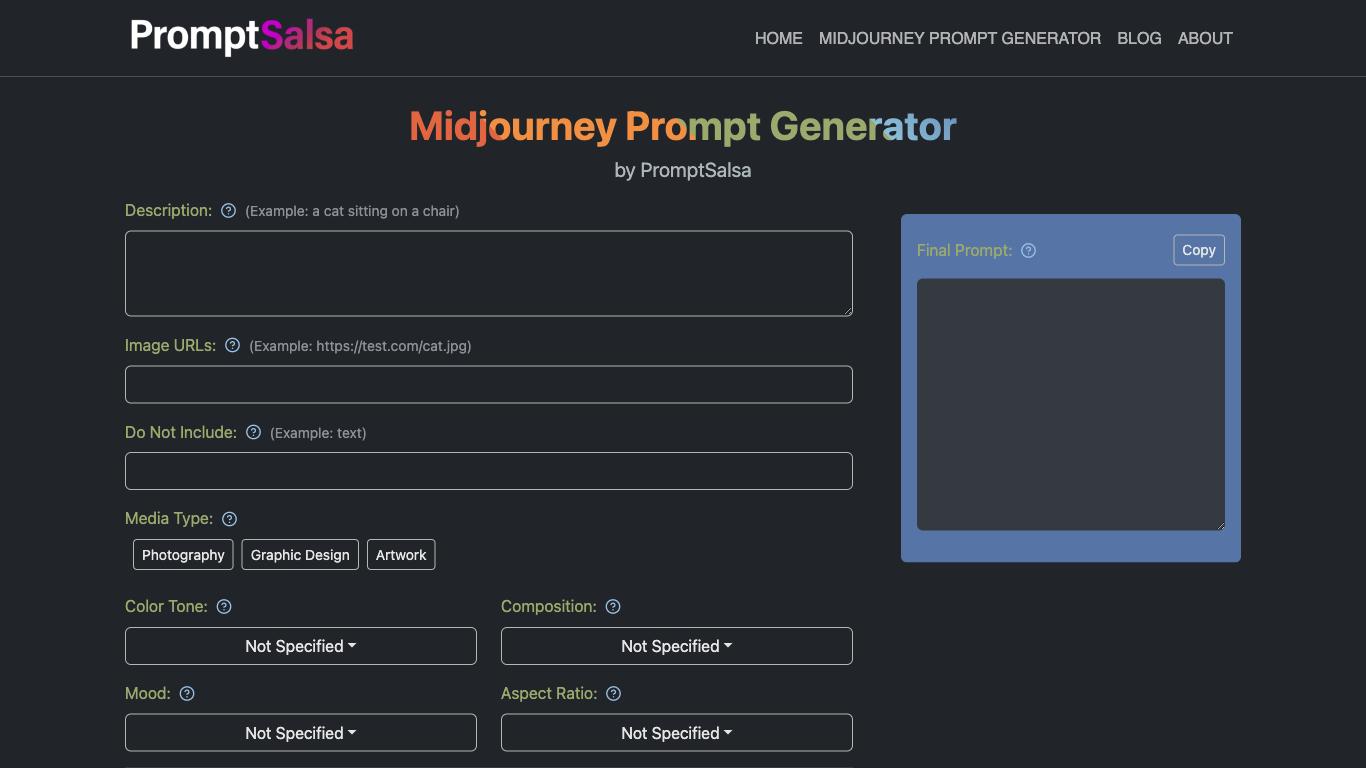 PromptSalsa
HOME MIDJOURNEY PROMPT GENERATOR BLOG ABOUT
Midjourney Prompt Generator
by PromptSalsa
Description: (Example: a cat sitting on a chair)
Image URLs: (Example: https://test.com/cat.jpg)
Do Not Include: (Example: text)
Media Type:
Photography Graphic Design Artwork
Color Tone:
Not Specified
Composition:
Not Specified
Mood:
Not Specified
Aspect Ratio:
Not Specified
Final Prompt:
Copy